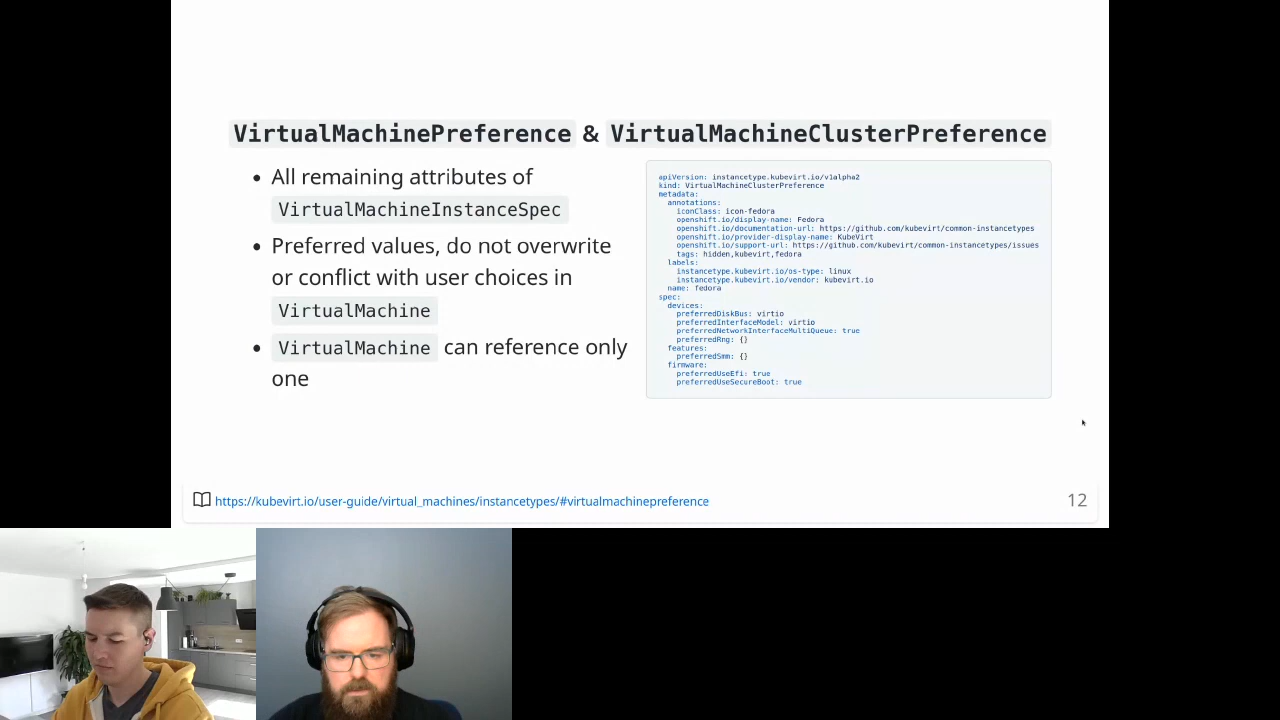 VirtualMachinePreference & VirtualMachineClusterPreference
• All remaining attributes of
VirtualMachineInstanceSpec
• Preferred values, do not overwrite
or conflict with user choices in
VirtualMachine
• VirtualMachine can reference only
one
apiVersion: instancetype.kubevirt.io/v1alpha2
kind: VirtualMachineClusterPreference
metadata:
  annotations:
    iconClass: icon-fedora
    openshift.io/display-name: Fedora
    openshift.io/documentation-url: https://github.com/kubevirt/common-instancetypes
    openshift.io/provider-display-name: KubeVirt
    openshift.io/support-url: https://github.com/kubevirt/common-instancetypes/issues
    tags: hidden,kubevirt,fedora
  labels:
    instancetype.kubevirt.io/os-type: linux
    instancetype.kubevirt.io/vendor: kubevirt.io
  name: fedora
spec:
  devices:
    preferredDiskBus: virtio
    preferredInterfaceModel: virtio
    preferredNetworkInterfaceMultiQueue: true
    preferredRng: {}
  features:
    preferredSmm: {}
  firmware:
    preferredUseEfi: true
    preferredUseSecureBoot: true
https://kubevirt.io/user-guide/virtual_machines/instancetypes/#virtualmachinepreference
12